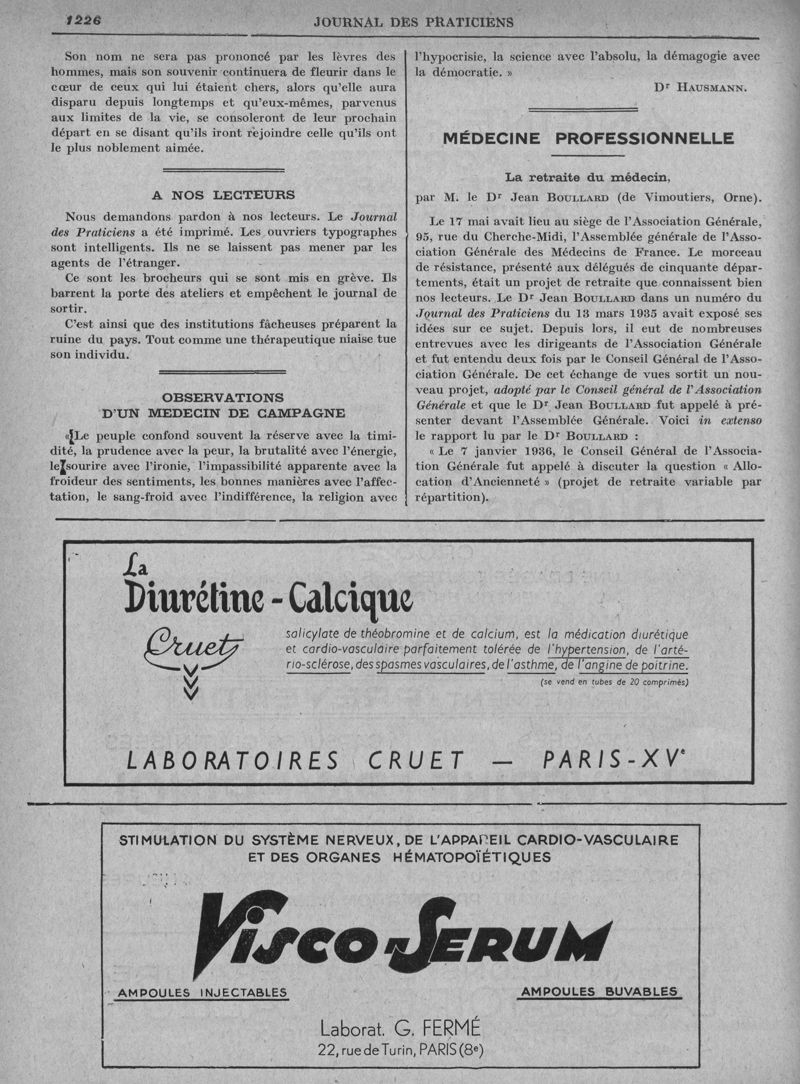 1226
JOURNAL DES PRATICIENS
Son nom ne sera pas prononcé par les lèvres des
hommes, mais son souvenir continuera de fleurir dans le
cœur de ceux qui lui étaient chers, alors qu'elle aura
disparu depuis longtemps et qu'eux-mêmes, parvenus
aux limites de la vie, se consoleront de leur prochain
départ en se disant qu'ils iront rejoindre celle qu'ils ont
le plus noblement aimée.
A NOS LECTEURS
Nous demandons pardon à nos lecteurs. Le Journal
des Praticiens a été imprimé. Les ouvriers typographes
sont intelligents. Ils ne se laissent pas mener par les
agents de l'étranger.
Ce sont les brocheurs qui se sont mis en grève. Ils
barrent la porte des ateliers et empêchent le journal de
sortir.
C'est ainsi que des institutions fâcheuses préparent la
ruine du pays. Tout comme une thérapeutique niaise tue
son individu.
OBSERVATIONS
D'UN MEDECIN DE CAMPAGNE
« Le peuple confond souvent la réserve avec la timi-
dité, la prudence avec la peur, la brutalité avec l'énergie,
le sourire avec l'ironie, l'impassibilité apparente avec la
froideur des sentiments, les bonnes manières avec l'affec-
tation, le sang-froid avec l'indifférence, la religion avec
l'hypocrisie, la science avec l'absolu, la démagogie avec
la démocratie. »
Dr HAUSMANN.
MÉDECINE PROFESSIONNELLE
La retraite du médecin,
par M. le Dr Jean BOULLARD (de Vimoutiers, Orne).
Le 17 mai avait lieu au siège de l'Association Générale,
95, rue du Cherche-Midi, l'Assemblée générale de l'Asso-
ciation Générale des Médecins de France. Le morceau
de résistance, présenté aux délégués de cinquante dépar-
tements, était un projet de retraite que connaissent bien
nos lecteurs. Le Dr Jean BOULLARD dans un numéro du
Journal des Praticiens du 13 mars 1935 avait exposé ses
idées sur ce sujet. Depuis lors, il eut de nombreuses
entrevues avec les dirigeants de l'Association Générale
et fut entendu deux fois par le Conseil Général de l'Asso-
ciation Générale. De cet échange de vues sortit un nou-
veau projet, adopté par le Conseil général de l'Association
Générale et que le Dr Jean BOULLARD fut appelé à pré-
senter devant l'Assemblée Générale. Voici in extenso
le rapport lu par le Dr BOULLARD :
« Le 7 janvier 1936, le Conseil Général de l'Associa-
tion Générale fut appelé à discuter la question « Allo-
cation d'Ancienneté » (projet de retraite variable par
répartition).
La
Diurétine-Calcique
Cruet
salicylate de théobromine et de calcium, est la médication diurétique
et cardio-vasculaire parfaitement tolérée de l'hypertension, de l'arté-
rio-sclérose, des spasmes vasculaires, de l'asthme, de l'angine de poitrine.
(se vend en tubes de 20 comprimés)
LABORATOIRES CRUET — PARIS-XVe
STIMULATION DU SYSTÈME NERVEUX, DE L'APPAREIL CARDIO-VASCULAIRE
ET DES ORGANES HÉMATOPOÏÉTIQUES
VISCO-SERUM
AMPOULES INJECTABLES
AMPOULES BUVABLES
Laborat. G. FERMÉ
22, rue de Turin, PARIS (8e)